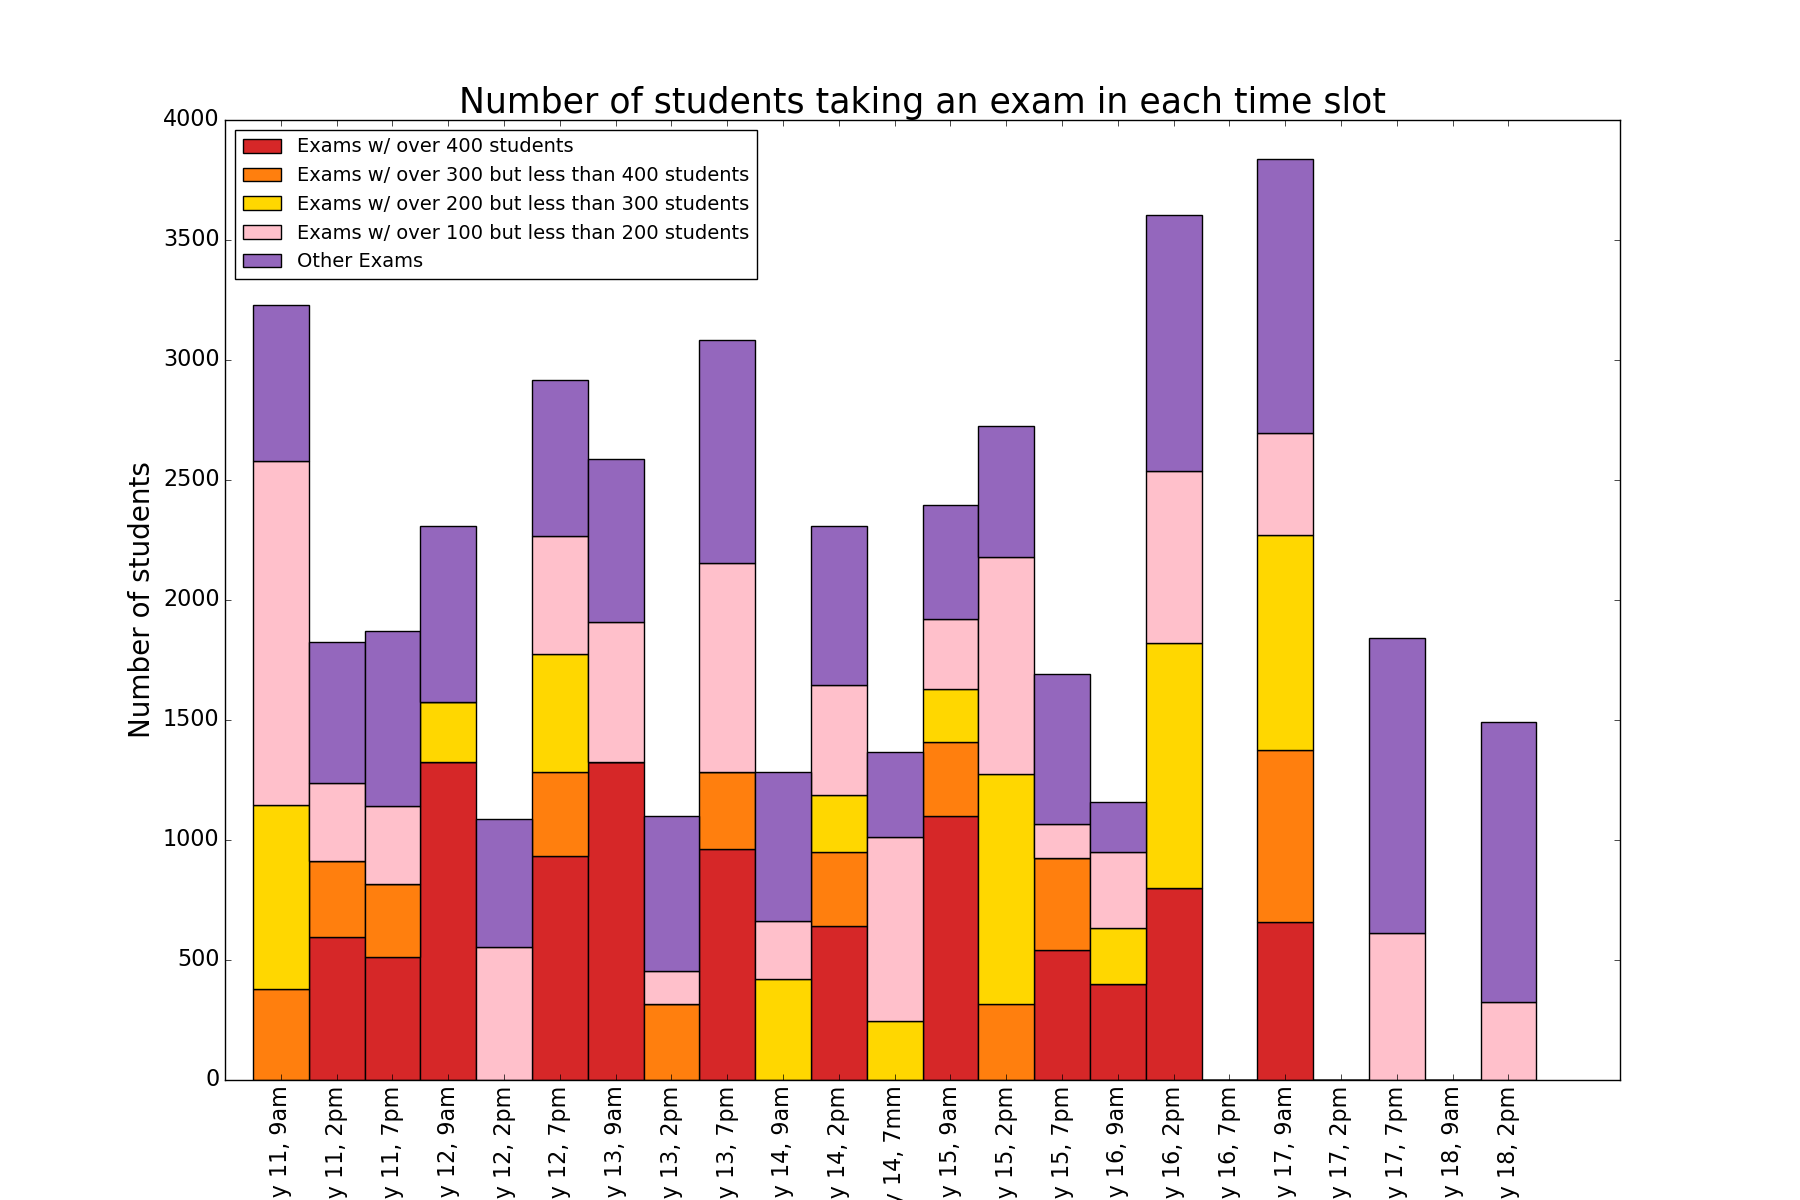 Number of students taking an exam in each time slot
Exams w/ over 400 students
Exams w/ over 300 but less than 400 students
Exams w/ over 200 but less than 300 students
Exams w/ over 100 but less than 200 students
Other Exams
Number of students
4000
3500
3000
2500
2000
1500
1000
500
0
y 11, 9am
y 11, 2pm
y 11, 7pm
y 12, 9am
y 12, 2pm
y 12, 7pm
y 13, 9am
y 13, 2pm
y 13, 7pm
y 14, 9am
y 14, 2pm
y 14, 7mm
y 15, 9am
y 15, 2pm
y 15, 7pm
y 16, 9am
y 16, 2pm
y 16, 7pm
y 17, 9am
y 17, 2pm
y 17, 7pm
y 18, 9am
y 18, 2pm